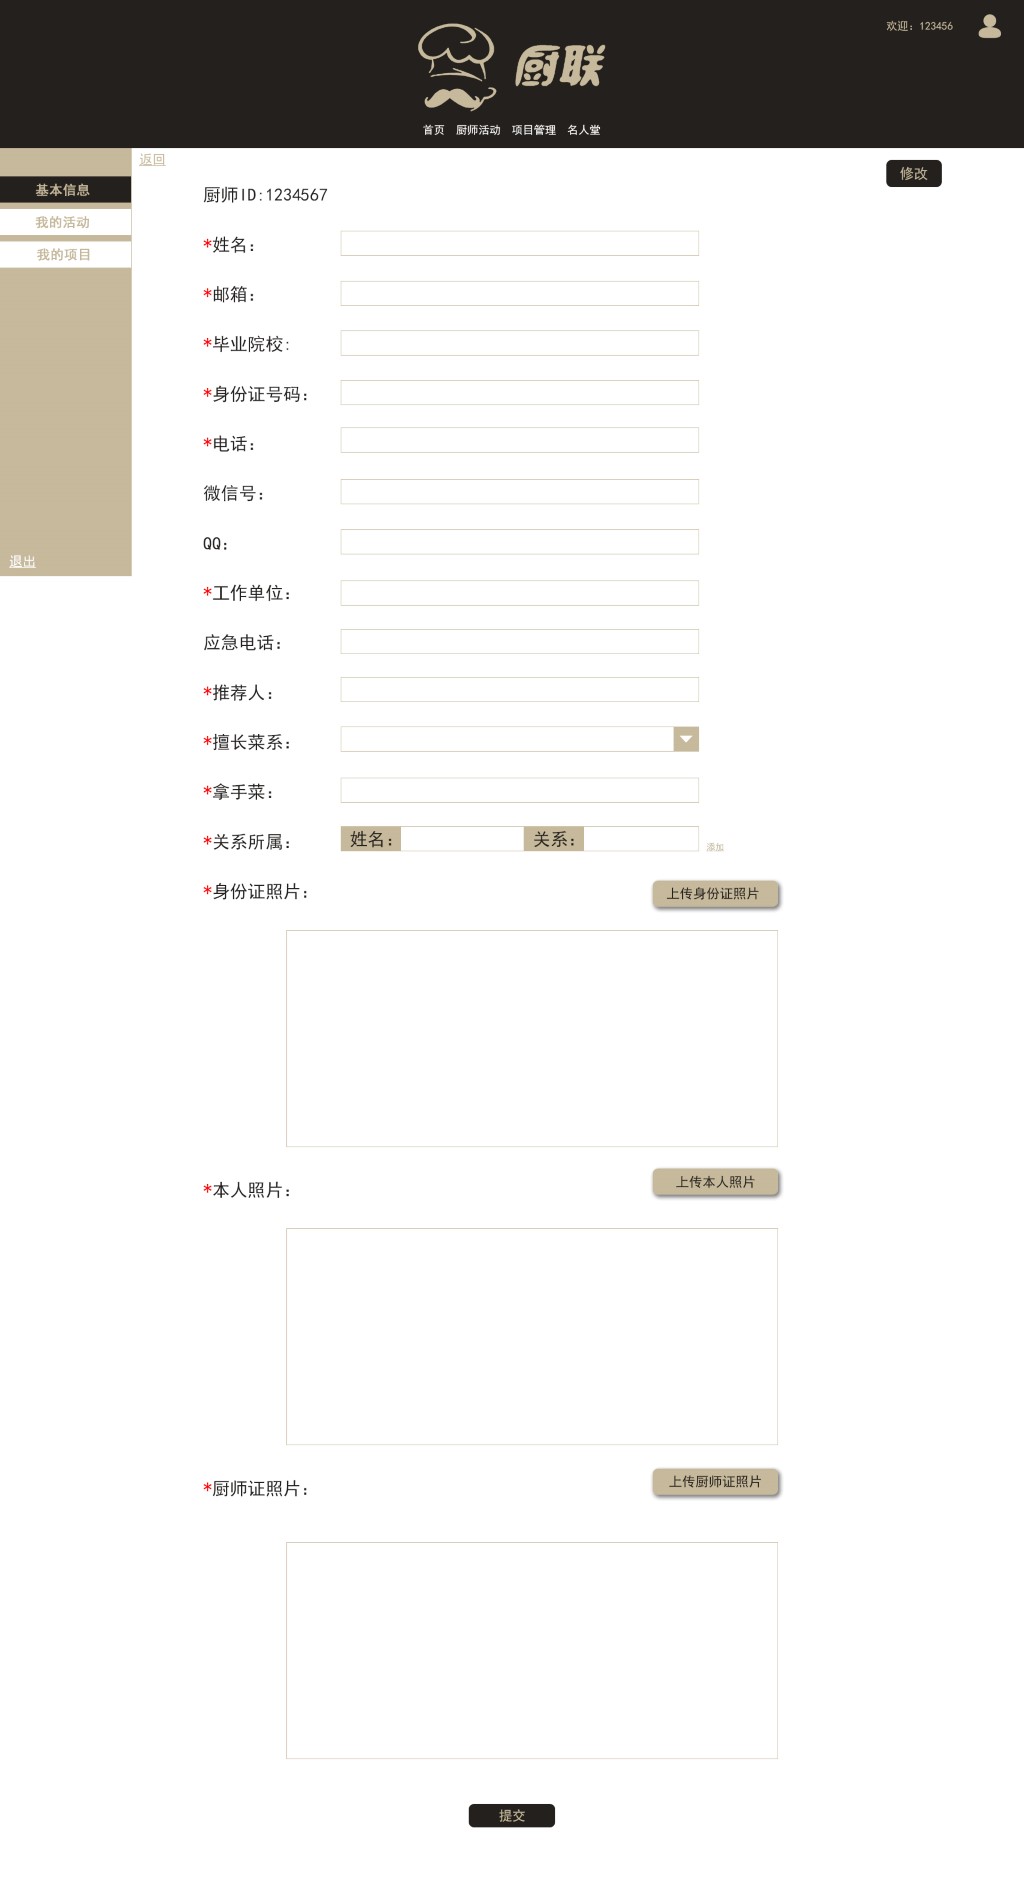 欢迎：123456
厨联
首页 厨师活动 项目管理 名人堂
返回
修改
基本信息
我的活动
我的项目
退出
厨师ID:1234567
*姓名：
*邮箱：
*毕业院校:
*身份证号码：
*电话：
微信号：
QQ：
*工作单位：
应急电话：
*推荐人：
*擅长菜系：
*拿手菜：
*关系所属： 姓名： 关系： 添加
*身份证照片： 上传身份证照片
*本人照片： 上传本人照片
*厨师证照片： 上传厨师证照片
提交